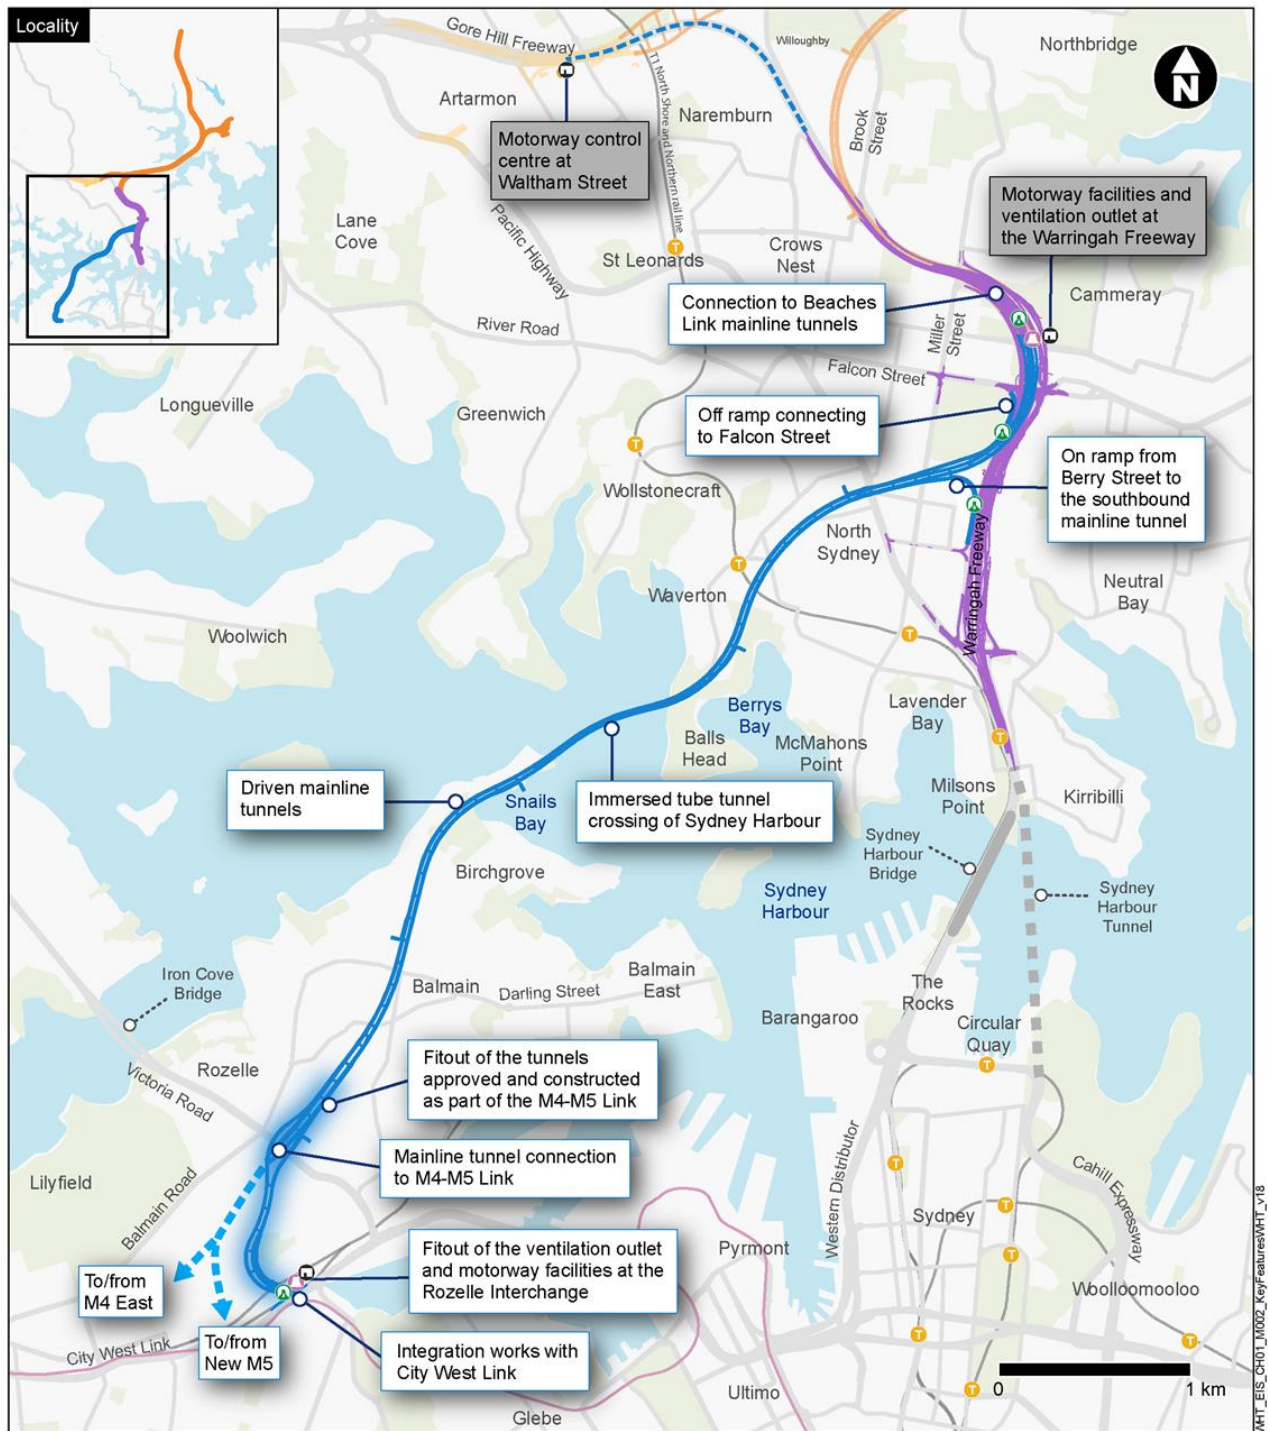 Locality
Gore Hill Freeway
Willoughby
Northbridge
N
Artarmon
T1 North Shore and Northern rail line
Naremburn
Brook
Street
Motorway control
centre at
Waltham Street
Motorway facilities and
ventilation outlet at
the Warringah Freeway
Lane
Cove
Pacific Highway
T
St Leonards
Crows
Nest
Connection to Beaches
Link mainline tunnels
Cammeray
River Road
Miller
Street
Falcon Street
Longueville
Greenwich
Off ramp connecting
to Falcon Street
T
On ramp from
Berry Street to
the southbound
mainline tunnel
Wollstonecraft
North
Sydney
Warringah Freeway
T
Waverton
Neutral
Bay
Woolwich
T
Berrys
Bay
Lavender
Bay
Balls
Head
McMahons
Point
T
Driven mainline
tunnels
Snails
Bay
Immersed tube tunnel
crossing of Sydney Harbour
Milsons
Point
Kirribilli
Sydney
Harbour
Bridge
Birchgrove
Sydney
Harbour
Sydney
Harbour
Tunnel
Iron Cove
Bridge
Balmain
Darling Street
Balmain
East
The
Rocks
Barangaroo
Circular
Quay
T
Rozelle
Victoria Road
Fitout of the tunnels
approved and constructed
as part of the M4-M5 Link
Mainline tunnel connection
to M4-M5 Link
Lilyfield
Balmain Road
Western Distributor
T
Cahill Expressway
T
Sydney
Fitout of the ventilation outlet
and motorway facilities at the
Rozelle Interchange
Pyrmont
T
To/from
M4 East
Woolloomooloo
To/from
New M5
City West Link
Integration works with
City West Link
T
T
T
0
1 km
Ultimo
Glebe
WHT_EIS_CH01_M002_KeyFeaturesWHT_v18